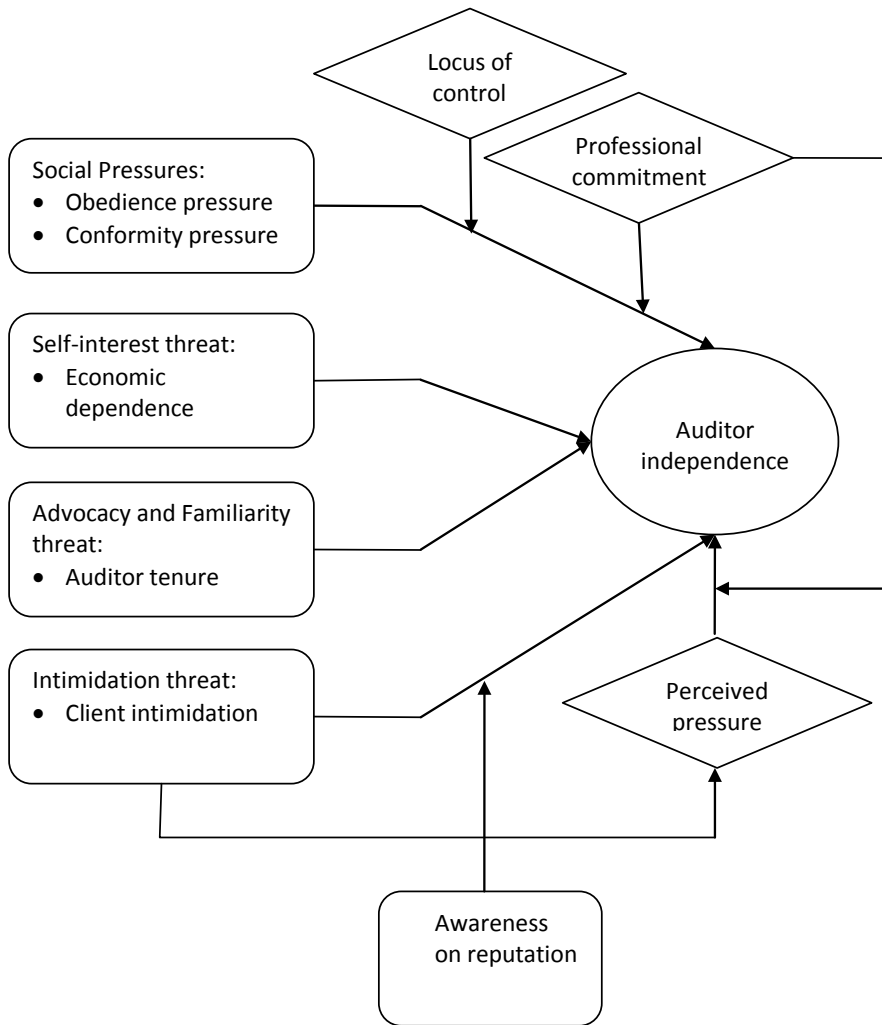 Locus of
control
Professional
commitment
Social Pressures:
• Obedience pressure
• Conformity pressure
Self-interest threat:
• Economic
dependence
Auditor
independence
Advocacy and Familiarity
threat:
• Auditor tenure
Intimidation threat:
• Client intimidation
Perceived
pressure
Awareness
on reputation